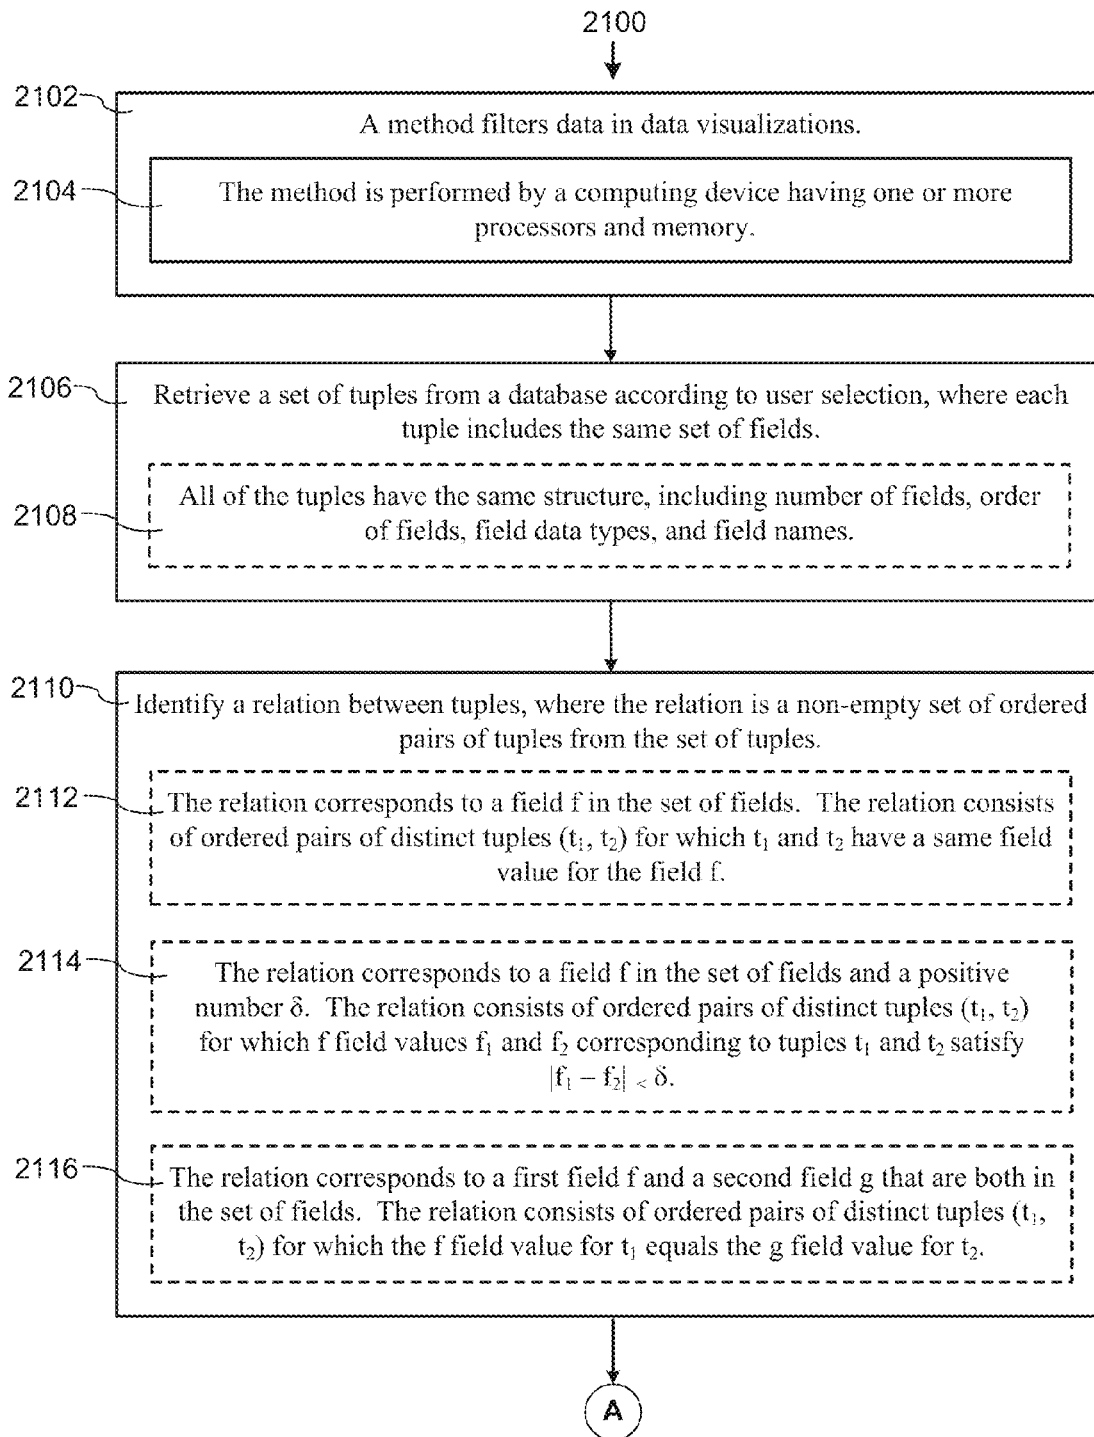 2100
2102
A method filters data in data visualizations.
2104
The method is performed by a computing device having one or more
processors and memory.
2106
Retrieve a set of tuples from a database according to user selection, where each
tuple includes the same set of fields.
2108
All of the tuples have the same structure, including number of fields, order
of fields, field data types, and field names.
2110
Identify a relation between tuples, where the relation is a non-empty set of ordered
pairs of tuples from the set of tuples.
2112
The relation corresponds to a field f in the set of fields. The relation consists
of ordered pairs of distinct tuples (t₁, t₂) for which t₁ and t₂ have a same field
value for the field f.
2114
The relation corresponds to a field f in the set of fields and a positive
number δ. The relation consists of ordered pairs of distinct tuples (t₁, t₂)
for which f field values f₁ and f₂ corresponding to tuples t₁ and t₂ satisfy
|f₁ – f₂| < δ.
2116
The relation corresponds to a first field f and a second field g that are both in
the set of fields. The relation consists of ordered pairs of distinct tuples (t₁,
t₂) for which the f field value for t₁ equals the g field value for t₂.
A